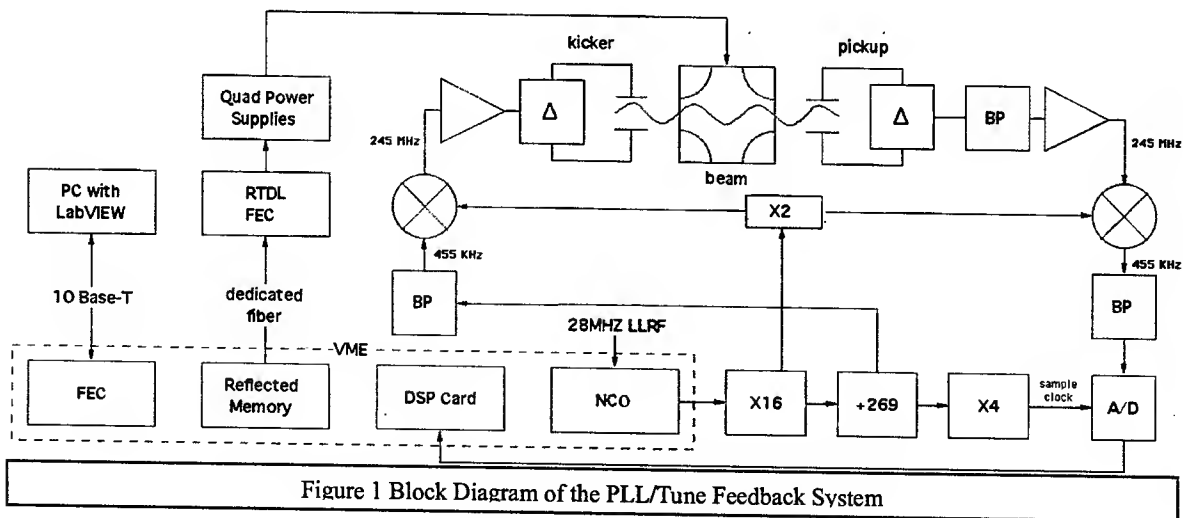 kicker
pickup
Quad Power
Supplies
Δ
Δ
BP
245 MHz
245 MHz
beam
PC with
LabVIEW
RTDL
FEC
X2
455 KHz
455 KHz
10 Base-T
dedicated
fiber
BP
BP
28MHZ LLRF
VME
FEC
Reflected
Memory
DSP Card
NCO
X16
+269
X4
sample
clock
A/D
Figure 1 Block Diagram of the PLL/Tune Feedback System